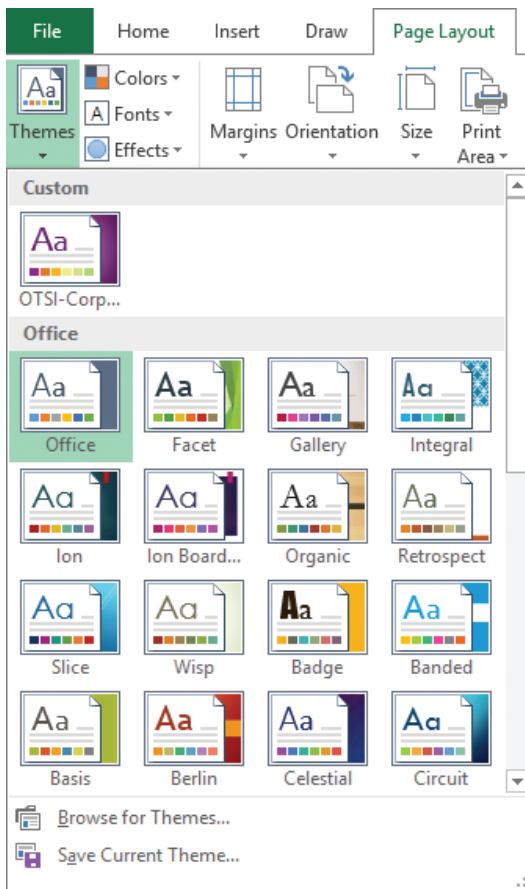 File Home Insert Draw Page Layout
Aa Colors
A Fonts
Themes Effects Margins Orientation Size Print
Area
Custom
Aa
OTSI-Corp...
Office
Aa Aa Aa Aa
Office Facet Gallery Integral
Aa Aa Aa Aa
Ion Ion Board... Organic Retrospect
Aa Aa Aa Aa
Slice Wisp Badge Banded
Aa Aa Aa Aa
Basis Berlin Celestial Circuit
Browse for Themes...
Save Current Theme...